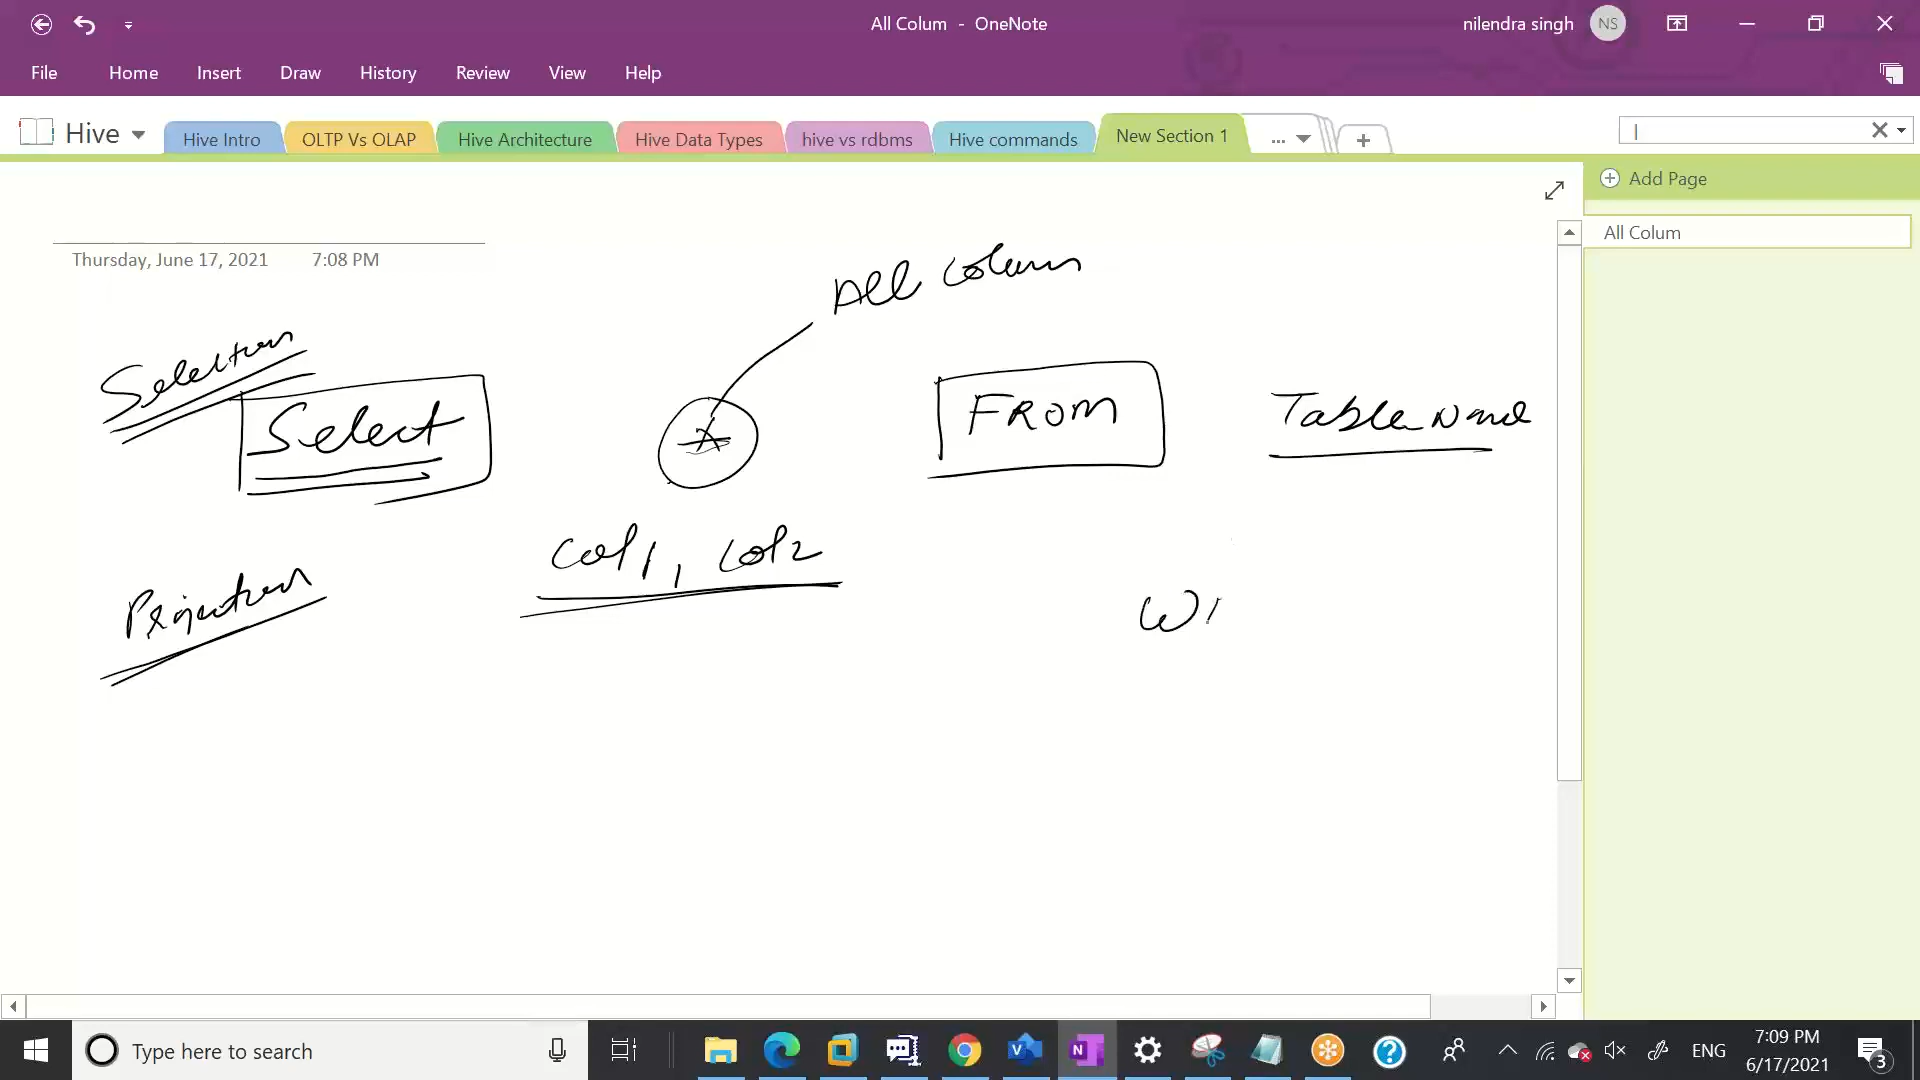 All Colum - OneNote
nilendra singh NS
File Home Insert Draw History Review View Help
Hive Hive Intro OLTP Vs OLAP Hive Architecture Hive Data Types hive vs rdbms Hive commands New Section 1 ...
Add Page
All Colum
Thursday, June 17, 2021 7:08 PM
All Colum
Selection
Select * FROM Table Name
Col1, Col2
Projection
Type here to search
ENG
7:09 PM
6/17/2021
3